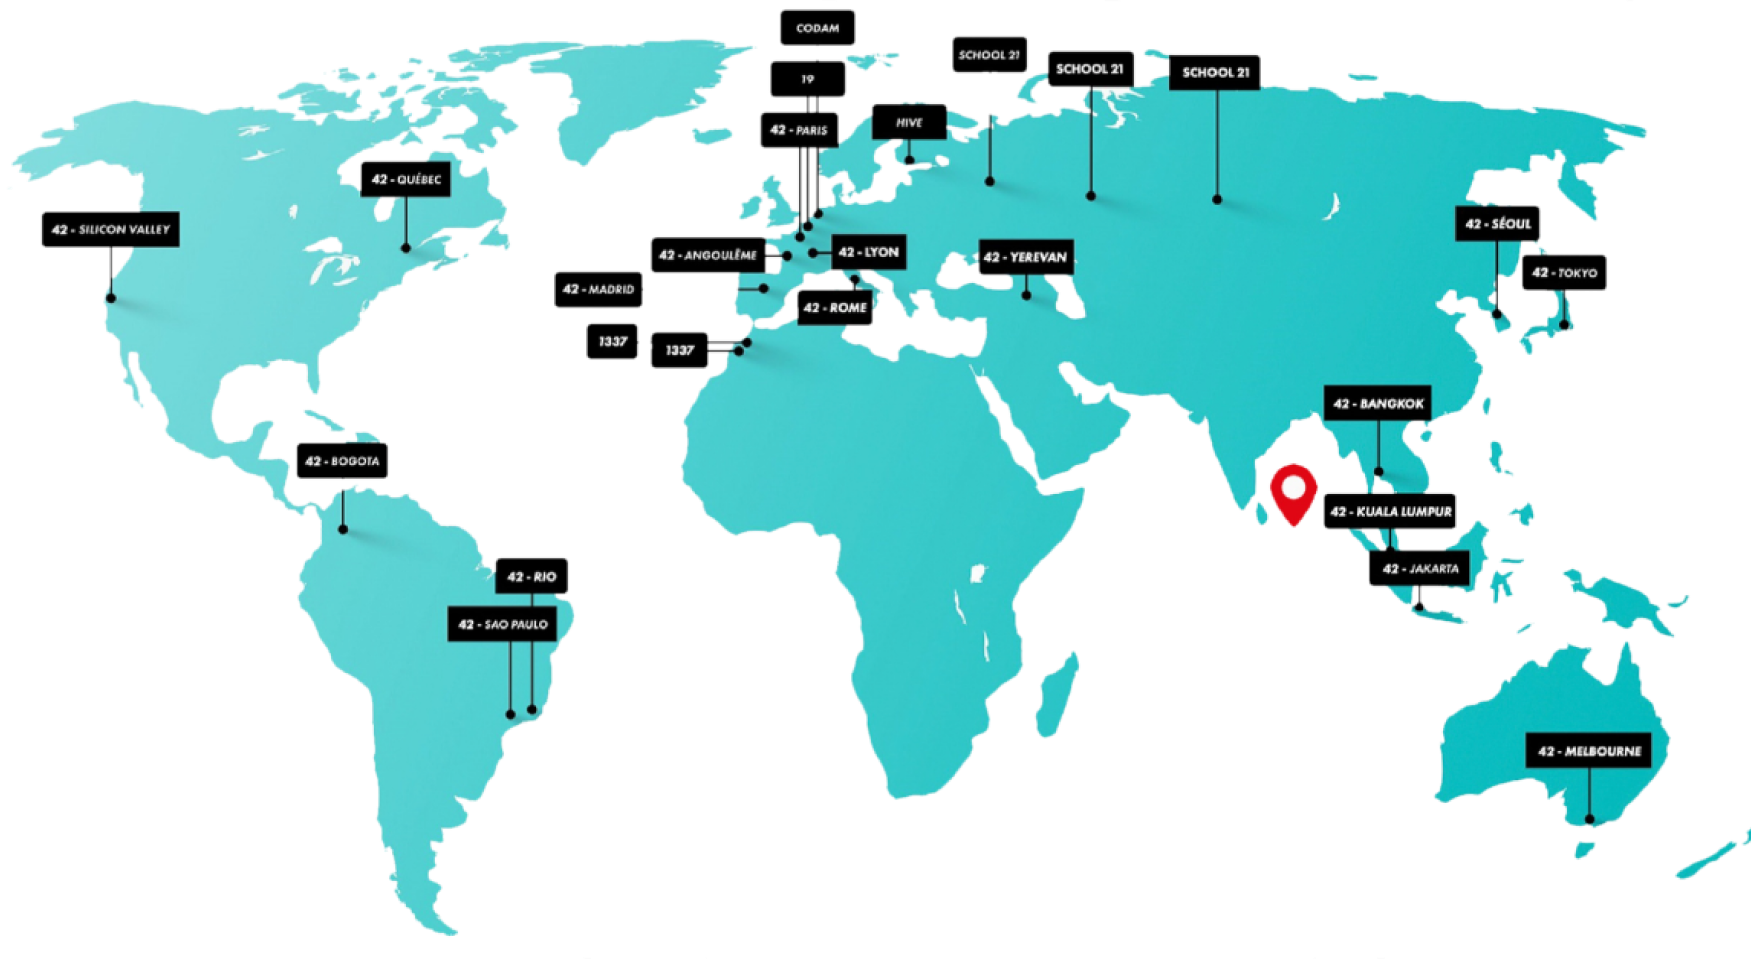 CODAM
SCHOOL 21
SCHOOL 21
SCHOOL 21
19
42 - PARIS
HIVE
42 - QUÉBEC
42 - SILICON VALLEY
42 - SÉOUL
42 - ANGOULÊME
42 - LYON
42 - YEREVAN
42 - TOKYO
42 - MADRID
42 - ROME
1337
1337
42 - BANGKOK
42 - BOGOTA
42 - KUALA LUMPUR
42 - JAKARTA
42 - RIO
42 - SAO PAULO
42 - MELBOURNE